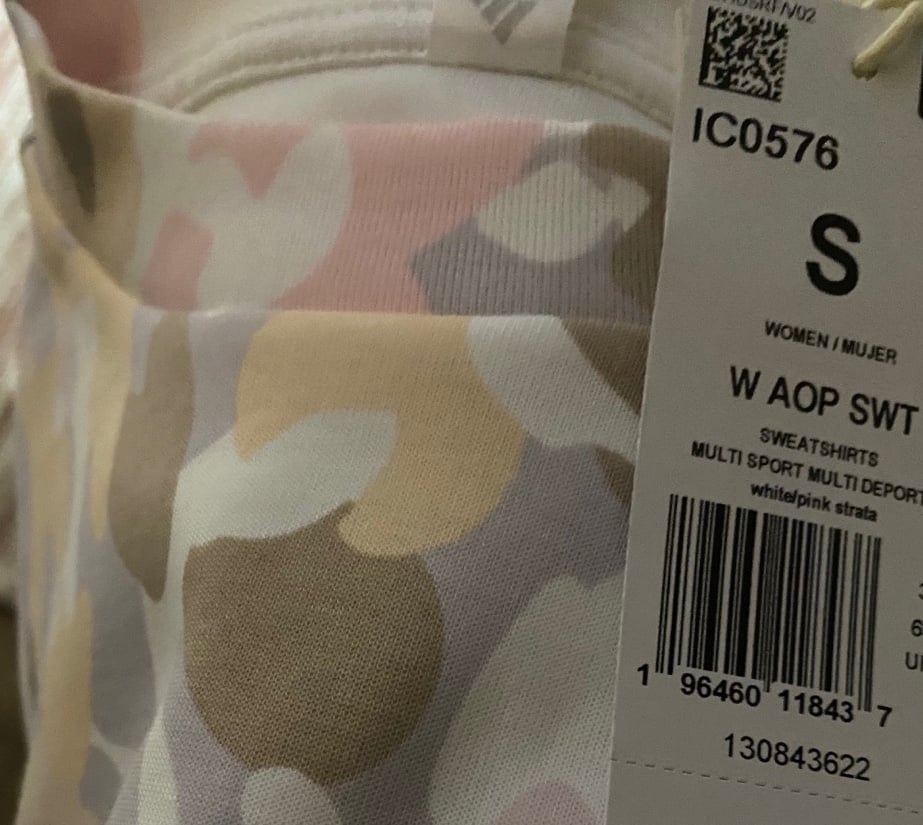 IC0576
S
WOMEN / MUJER
W AOP SWT
SWEATSHIRTS
MULTI SPORT MULTI DEPORT
white/pink strata
1 96460 11843 7
130843622